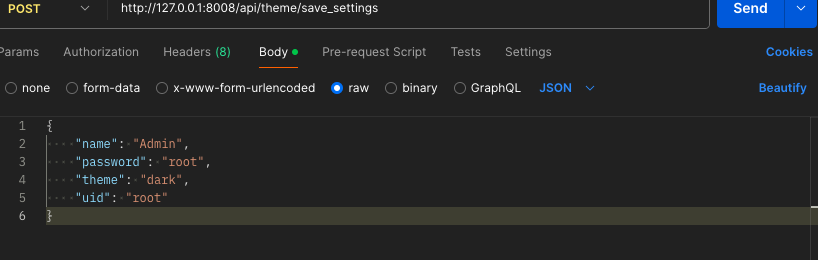 POST http://127.0.0.1:8008/api/theme/save_settings Send
Params Authorization Headers (8) Body Pre-request Script Tests Settings Cookies
none form-data x-www-form-urlencoded raw binary GraphQL JSON Beautify
1 {
2 "name": "Admin",
3 "password": "root",
4 "theme": "dark",
5 "uid": "root"
6 }